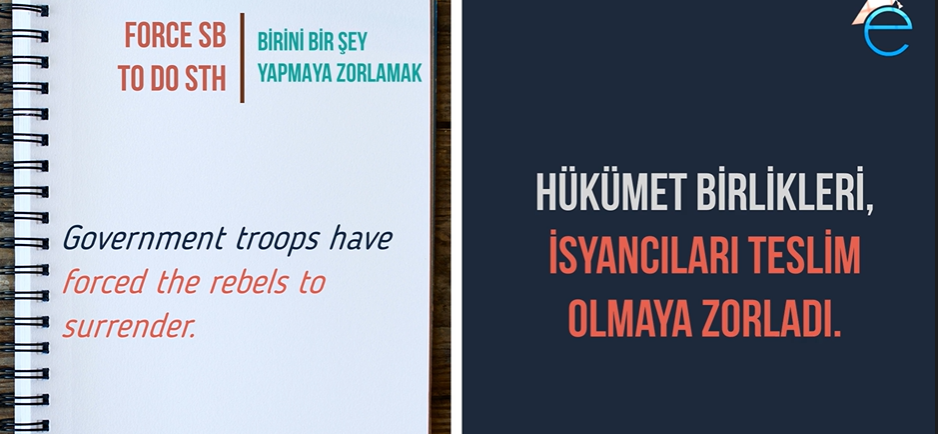 FORCE SB
TO DO STH
BİRİNİ BİR ŞEY
YAPMAYA ZORLAMAK
Government troops have
forced the rebels to
surrender.
e
HÜKÜMET BİRLİKLERİ,
İSYANCILARI TESLİM
OLMAYA ZORLADI.